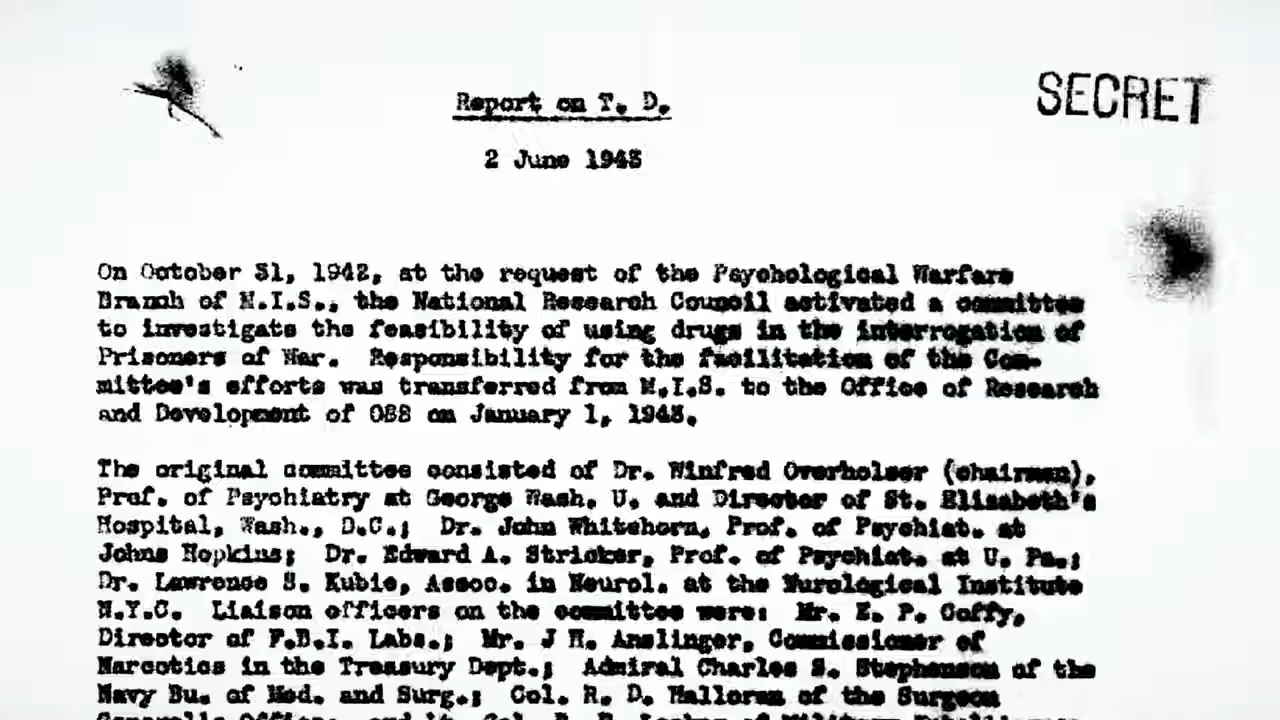 SECRET
Report on T. D.
2 June 1943
On October 31, 1942, at the request of the Psychological Warfare
Branch of M.I.S., the National Research Council activated a committee
to investigate the feasibility of using drugs in the interrogation of
Prisoners of War. Responsibility for the facilitation of the Com-
mittee's efforts was transferred from M.I.S. to the Office of Research
and Development of OSS on January 1, 1943.
The original committee consisted of Dr. Winfred Overholser (chairman),
Prof. of Psychiatry at George Wash. U. and Director of St. Elizabeth's
Hospital, Wash., D.C.; Dr. John Whitehorn, Prof. of Psychiat. at
Johns Hopkins; Dr. Edward A. Stricker, Prof. of Psychiat. at U. Pa.;
Dr. Lawrence S. Kubie, Assoc. in Neurol. at the Nurological Institute
N.Y.C. Liaison officers on the committee were: Mr. E. P. Coffy,
Director of F.B.I. Labs.; Mr. J H. Anslinger, Commissioner of
Narcotics in the Treasury Dept.; Admiral Charles S. Stephenson of the
Navy Bu. of Med. and Surg.; Col. R. D. Halloran of the Surgeon